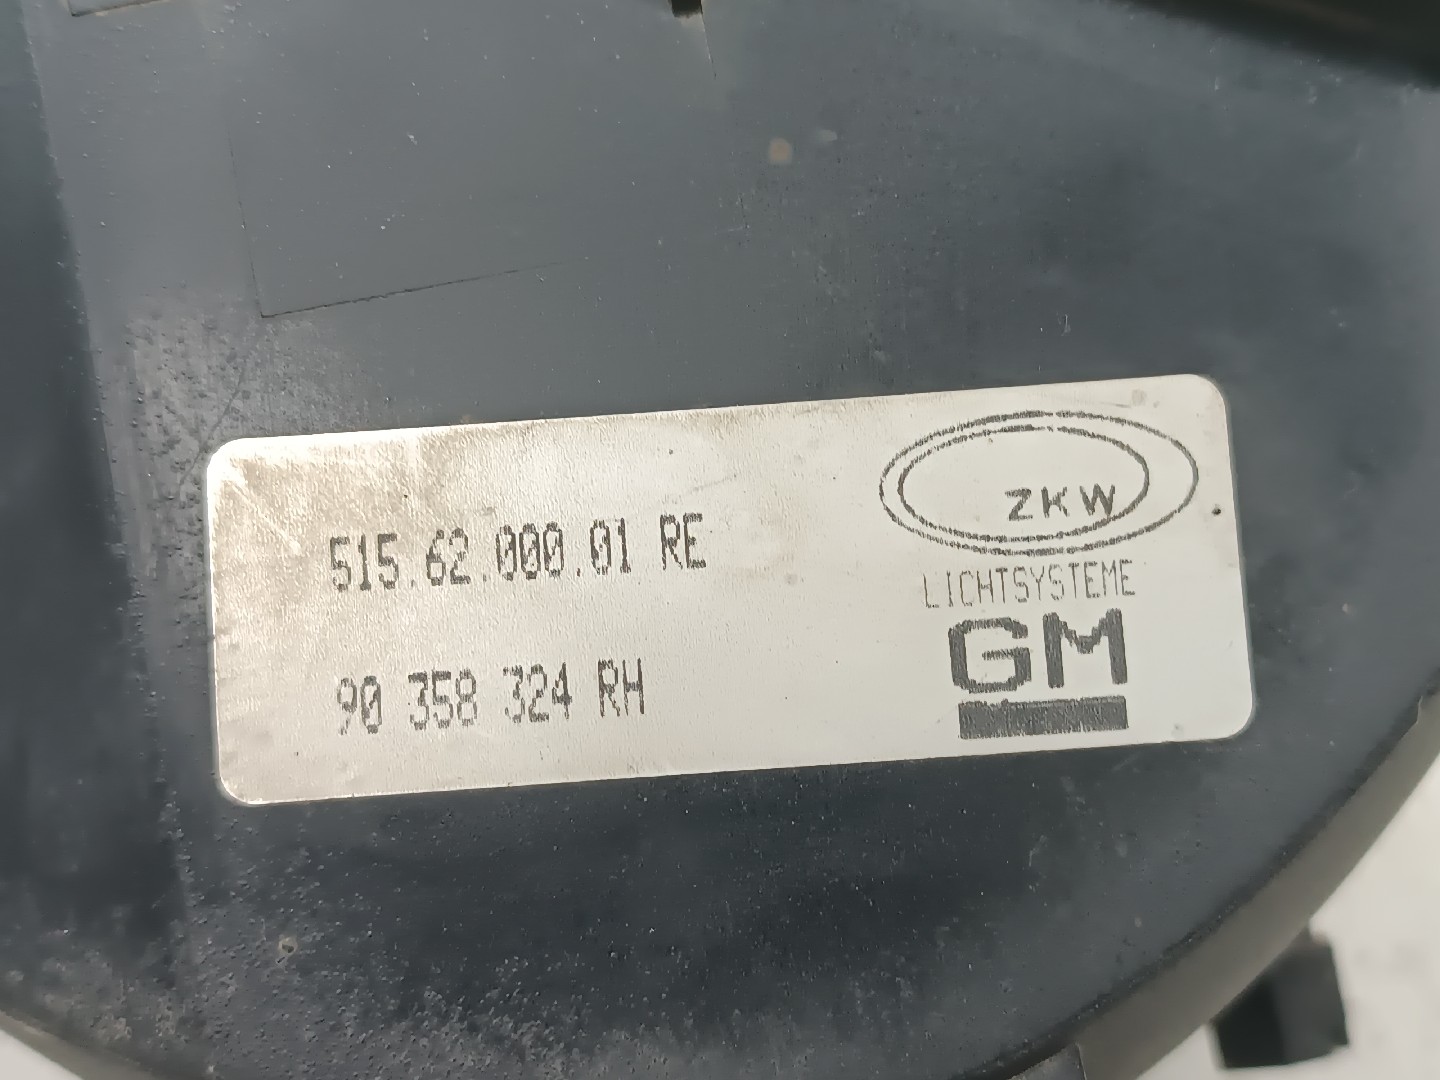 ZKW
515.62.000.01 RE
LICHTSYSTEME
GM
90 358 324 RH